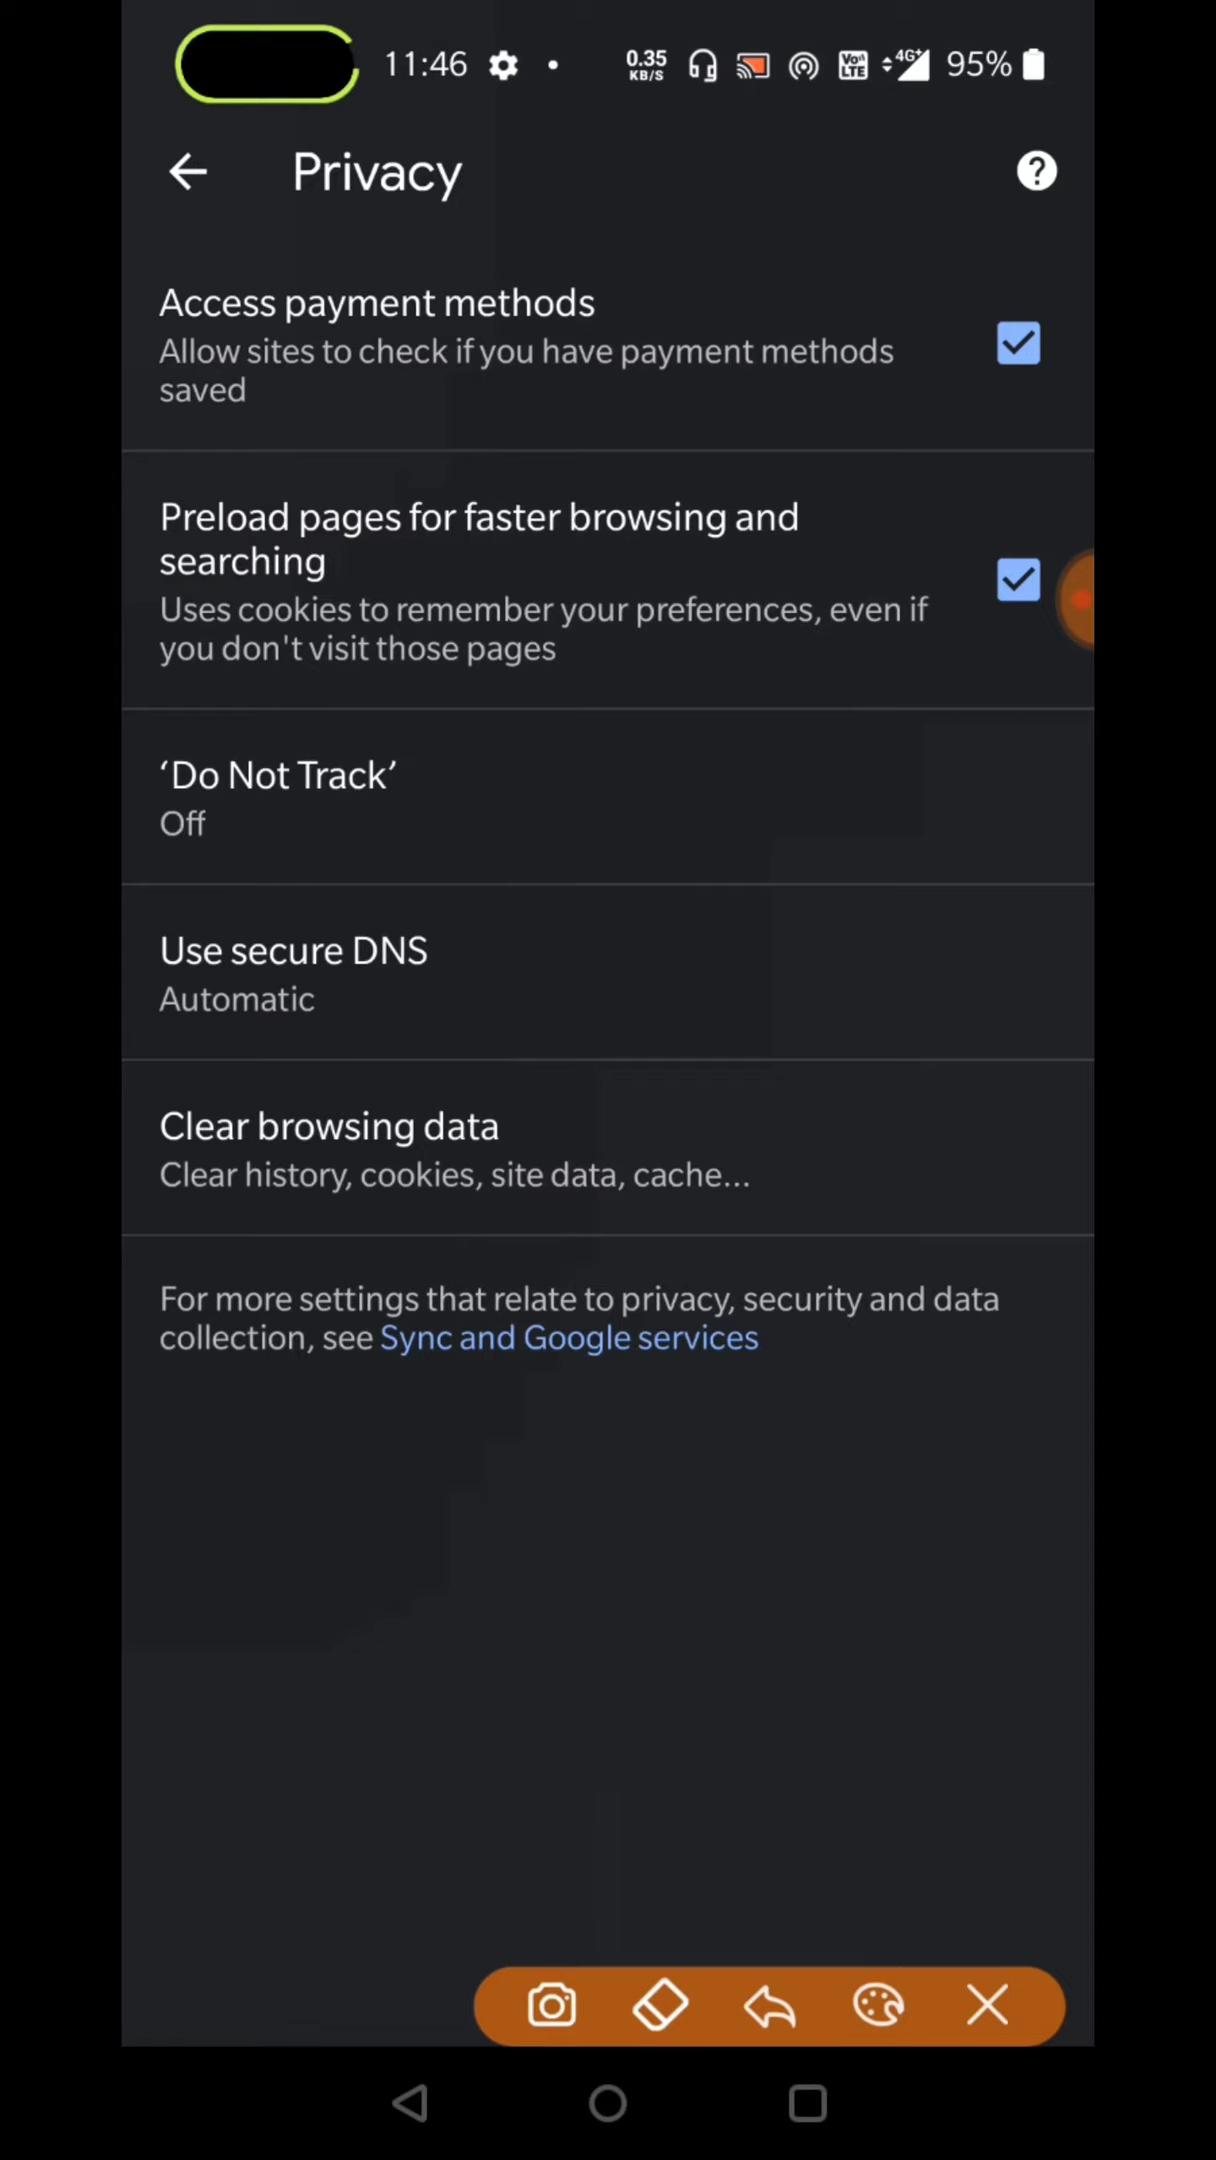 11:46 0.35 KB/S VoLTE 4G+ 95%
Privacy
Access payment methods
Allow sites to check if you have payment methods
saved
Preload pages for faster browsing and
searching
Uses cookies to remember your preferences, even if
you don't visit those pages
‘Do Not Track’
Off
Use secure DNS
Automatic
Clear browsing data
Clear history, cookies, site data, cache...
For more settings that relate to privacy, security and data
collection, see Sync and Google services